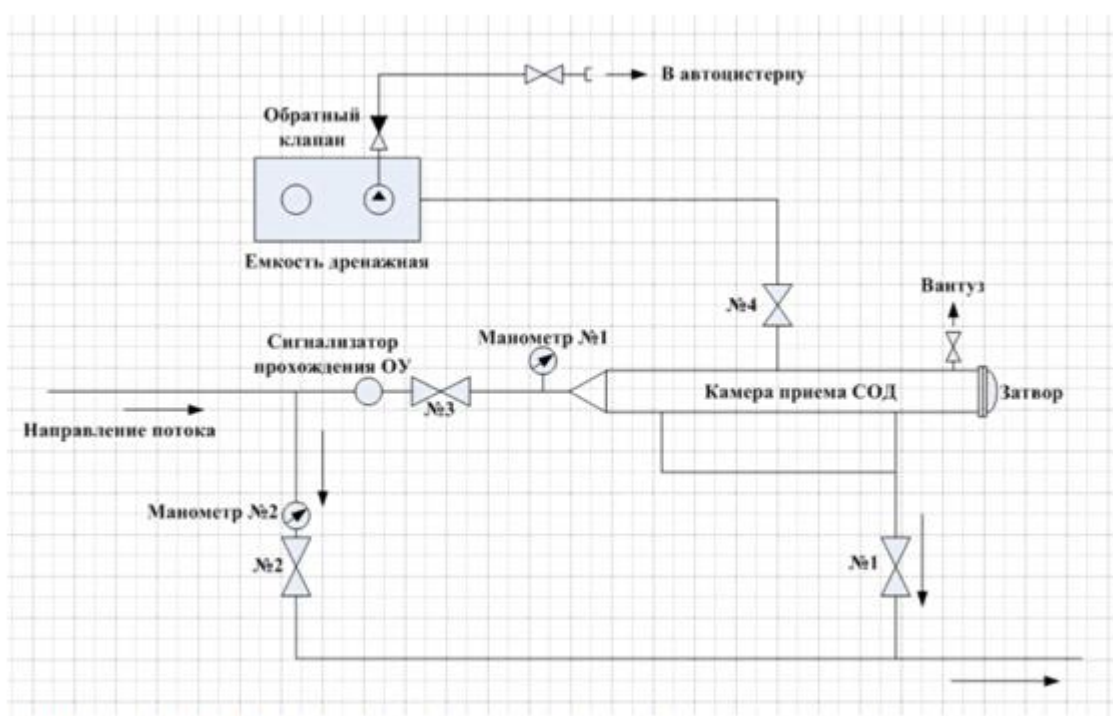 В автоцистерну
Обратный
клапан
Емкость дренажная
Вантуз
№4
Манометр №1
Сигнализатор
прохождения ОУ
№3
Камера приема СОД
Затвор
Направление потока
Манометр №2
№2
№1